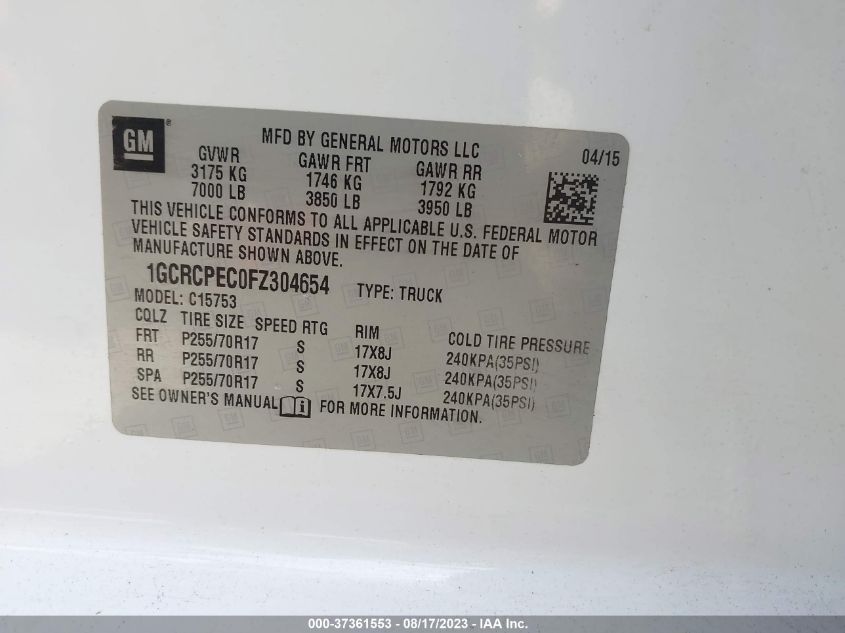 GM ®
MFD BY GENERAL MOTORS LLC 04/15
GVWR GAWR FRT GAWR RR
3175 KG 1746 KG 1792 KG
7000 LB 3850 LB 3950 LB
THIS VEHICLE CONFORMS TO ALL APPLICABLE U.S. FEDERAL MOTOR
VEHICLE SAFETY STANDARDS IN EFFECT ON THE DATE OF
MANUFACTURE SHOWN ABOVE.
1GCRCPEC0FZ304654 TYPE: TRUCK
MODEL: C15753
CQLZ TIRE SIZE SPEED RTG RIM COLD TIRE PRESSURE
FRT P255/70R17 S 17X8J 240KPA(35PSI)
RR P255/70R17 S 17X8J 240KPA(35PSI)
SPA P255/70R17 S 17X7.5J 240KPA(35PSI)
SEE OWNER'S MANUAL i FOR MORE INFORMATION.
000-37361553 - 08/17/2023 - IAA Inc.